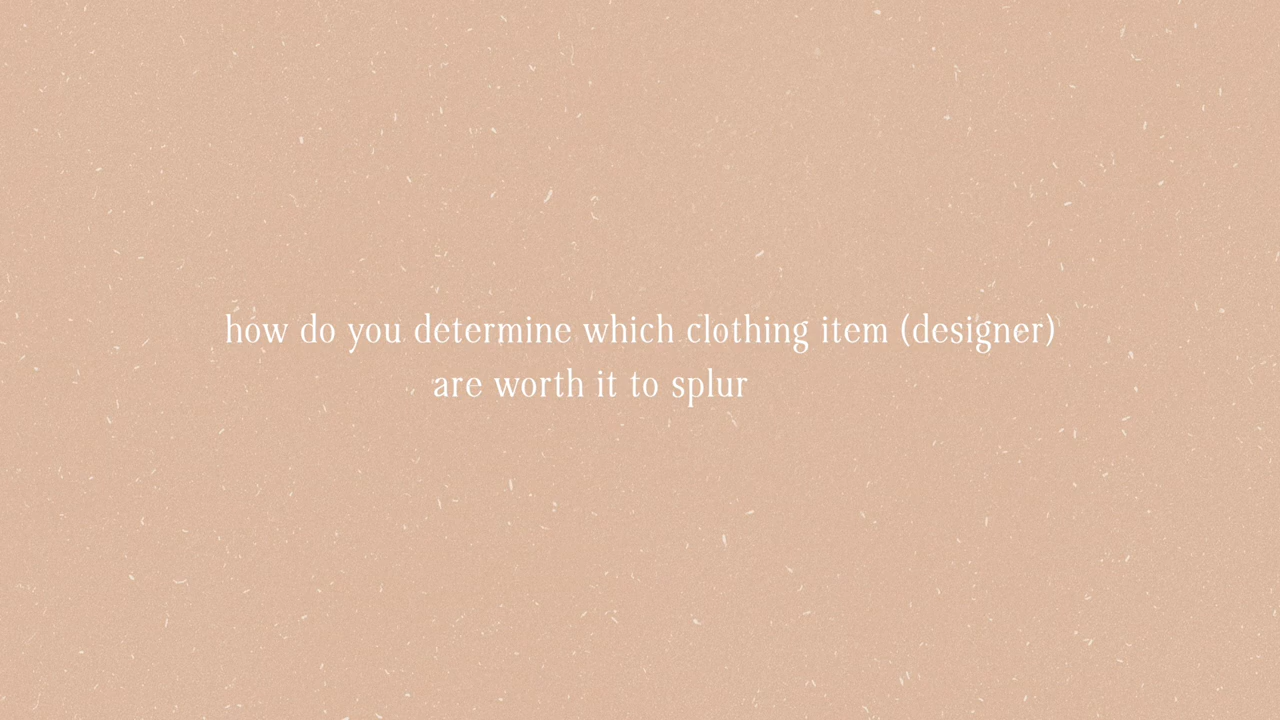 how do you determine which clothing item (designer)
are worth it to splur